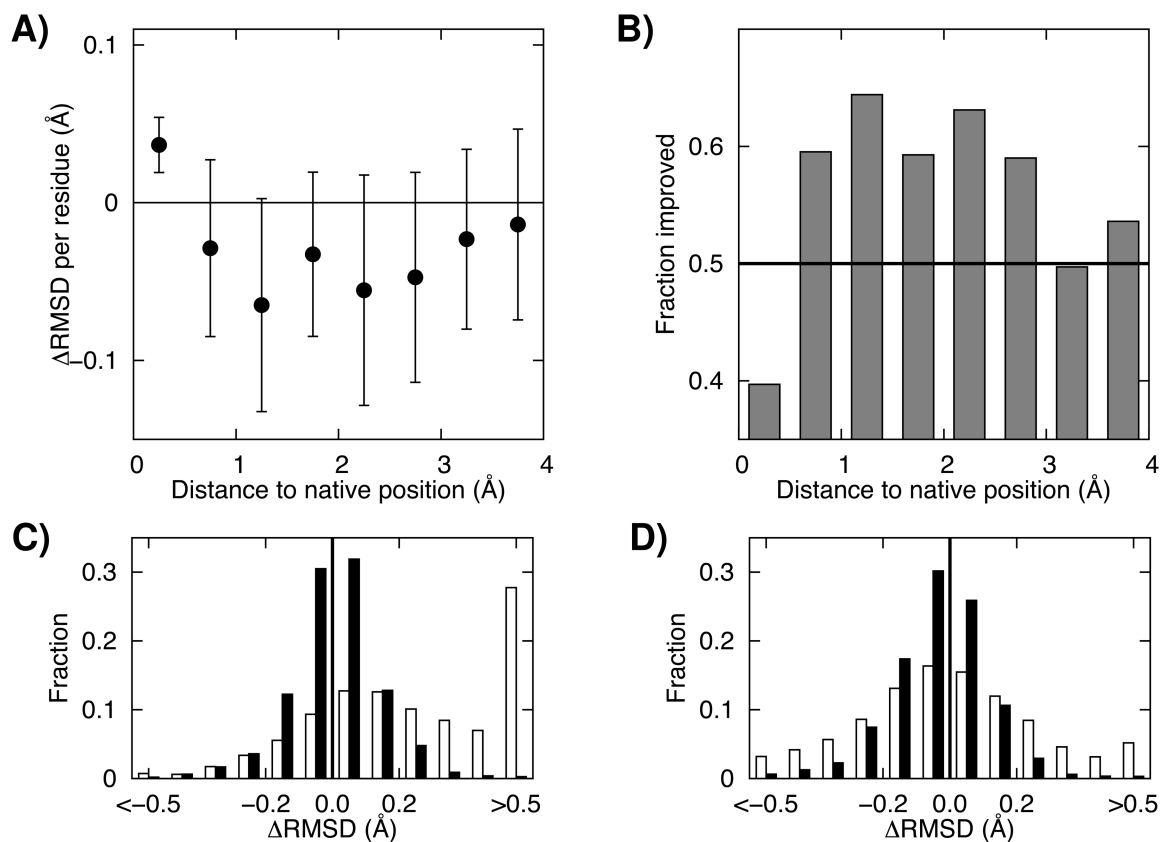 A)
0.1
0
−0.1
ΔRMSD per residue (Å)
0 1 2 3 4
Distance to native position (Å)
B)
0.6
0.5
0.4
Fraction improved
0 1 2 3 4
Distance to native position (Å)
C)
0.3
0.2
0.1
0
Fraction
<−0.5 −0.2 0.0 0.2 >0.5
ΔRMSD (Å)
D)
0.3
0.2
0.1
0
Fraction
<−0.5 −0.2 0.0 0.2 >0.5
ΔRMSD (Å)